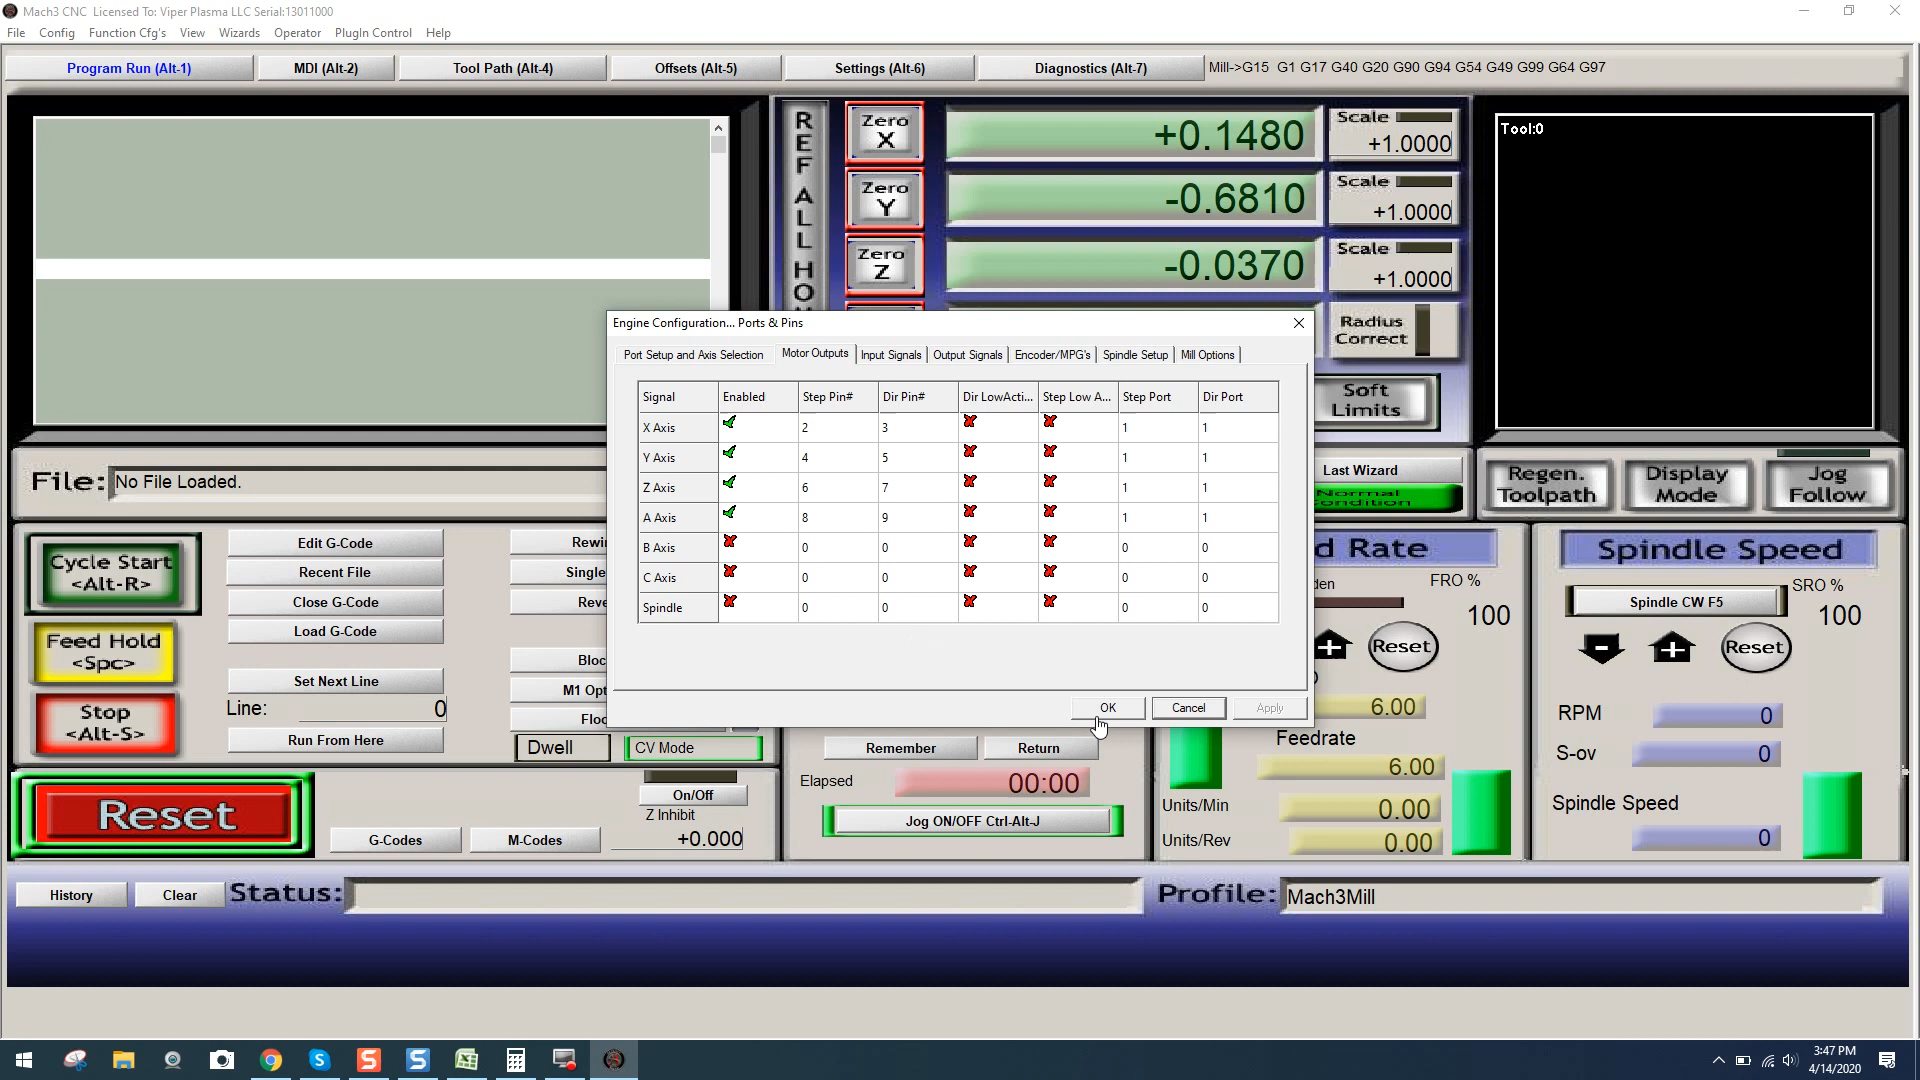 Mach3 CNC Licensed To: Viper Plasma LLC Serial:13011000
File Config Function Cfg's View Wizards Operator PlugIn Control Help
Program Run (Alt-1) MDI (Alt-2) Tool Path (Alt-4) Offsets (Alt-5) Settings (Alt-6) Diagnostics (Alt-7) Mill->G15 G1 G17 G40 G20 G90 G94 G54 G49 G99 G64 G97
REF ALL HO
Zero X +0.1480 Scale +1.0000
Zero Y -0.6810 Scale +1.0000
Zero Z -0.0370 Scale +1.0000
Tool:0
Radius Correct
Soft Limits
Engine Configuration... Ports & Pins
Port Setup and Axis Selection Motor Outputs Input Signals Output Signals Encoder/MPG's Spindle Setup Mill Options
Signal Enabled Step Pin# Dir Pin# Dir LowActi... Step Low A... Step Port Dir Port
X Axis 2 3 1 1
Y Axis 4 5 1 1
Z Axis 6 7 1 1
A Axis 8 9 1 1
B Axis 0 0 0 0
C Axis 0 0 0 0
Spindle 0 0 0 0
OK Cancel Apply
File: No File Loaded.
Last Wizard
Normal
Condition
Regen. Toolpath
Display Mode
Jog Follow
Cycle Start
<Alt-R>
Feed Hold
<Spc>
Stop
<Alt-S>
Edit G-Code
Recent File
Close G-Code
Load G-Code
Set Next Line
Line: 0
Run From Here
Rewi
Single
Reve
Bloc
M1 Opt
Floo
Dwell CV Mode
Reset
G-Codes M-Codes
On/Off
Z Inhibit
+0.000
Remember Return
Elapsed 00:00
Jog ON/OFF Ctrl-Alt-J
d Rate
den
FRO %
100
Reset
6.00
Feedrate
6.00
Units/Min 0.00
Units/Rev 0.00
Spindle Speed
Spindle CW F5
SRO %
100
Reset
RPM 0
S-ov 0
Spindle Speed
0
History Clear Status: Profile: Mach3Mill
3:47 PM
4/14/2020